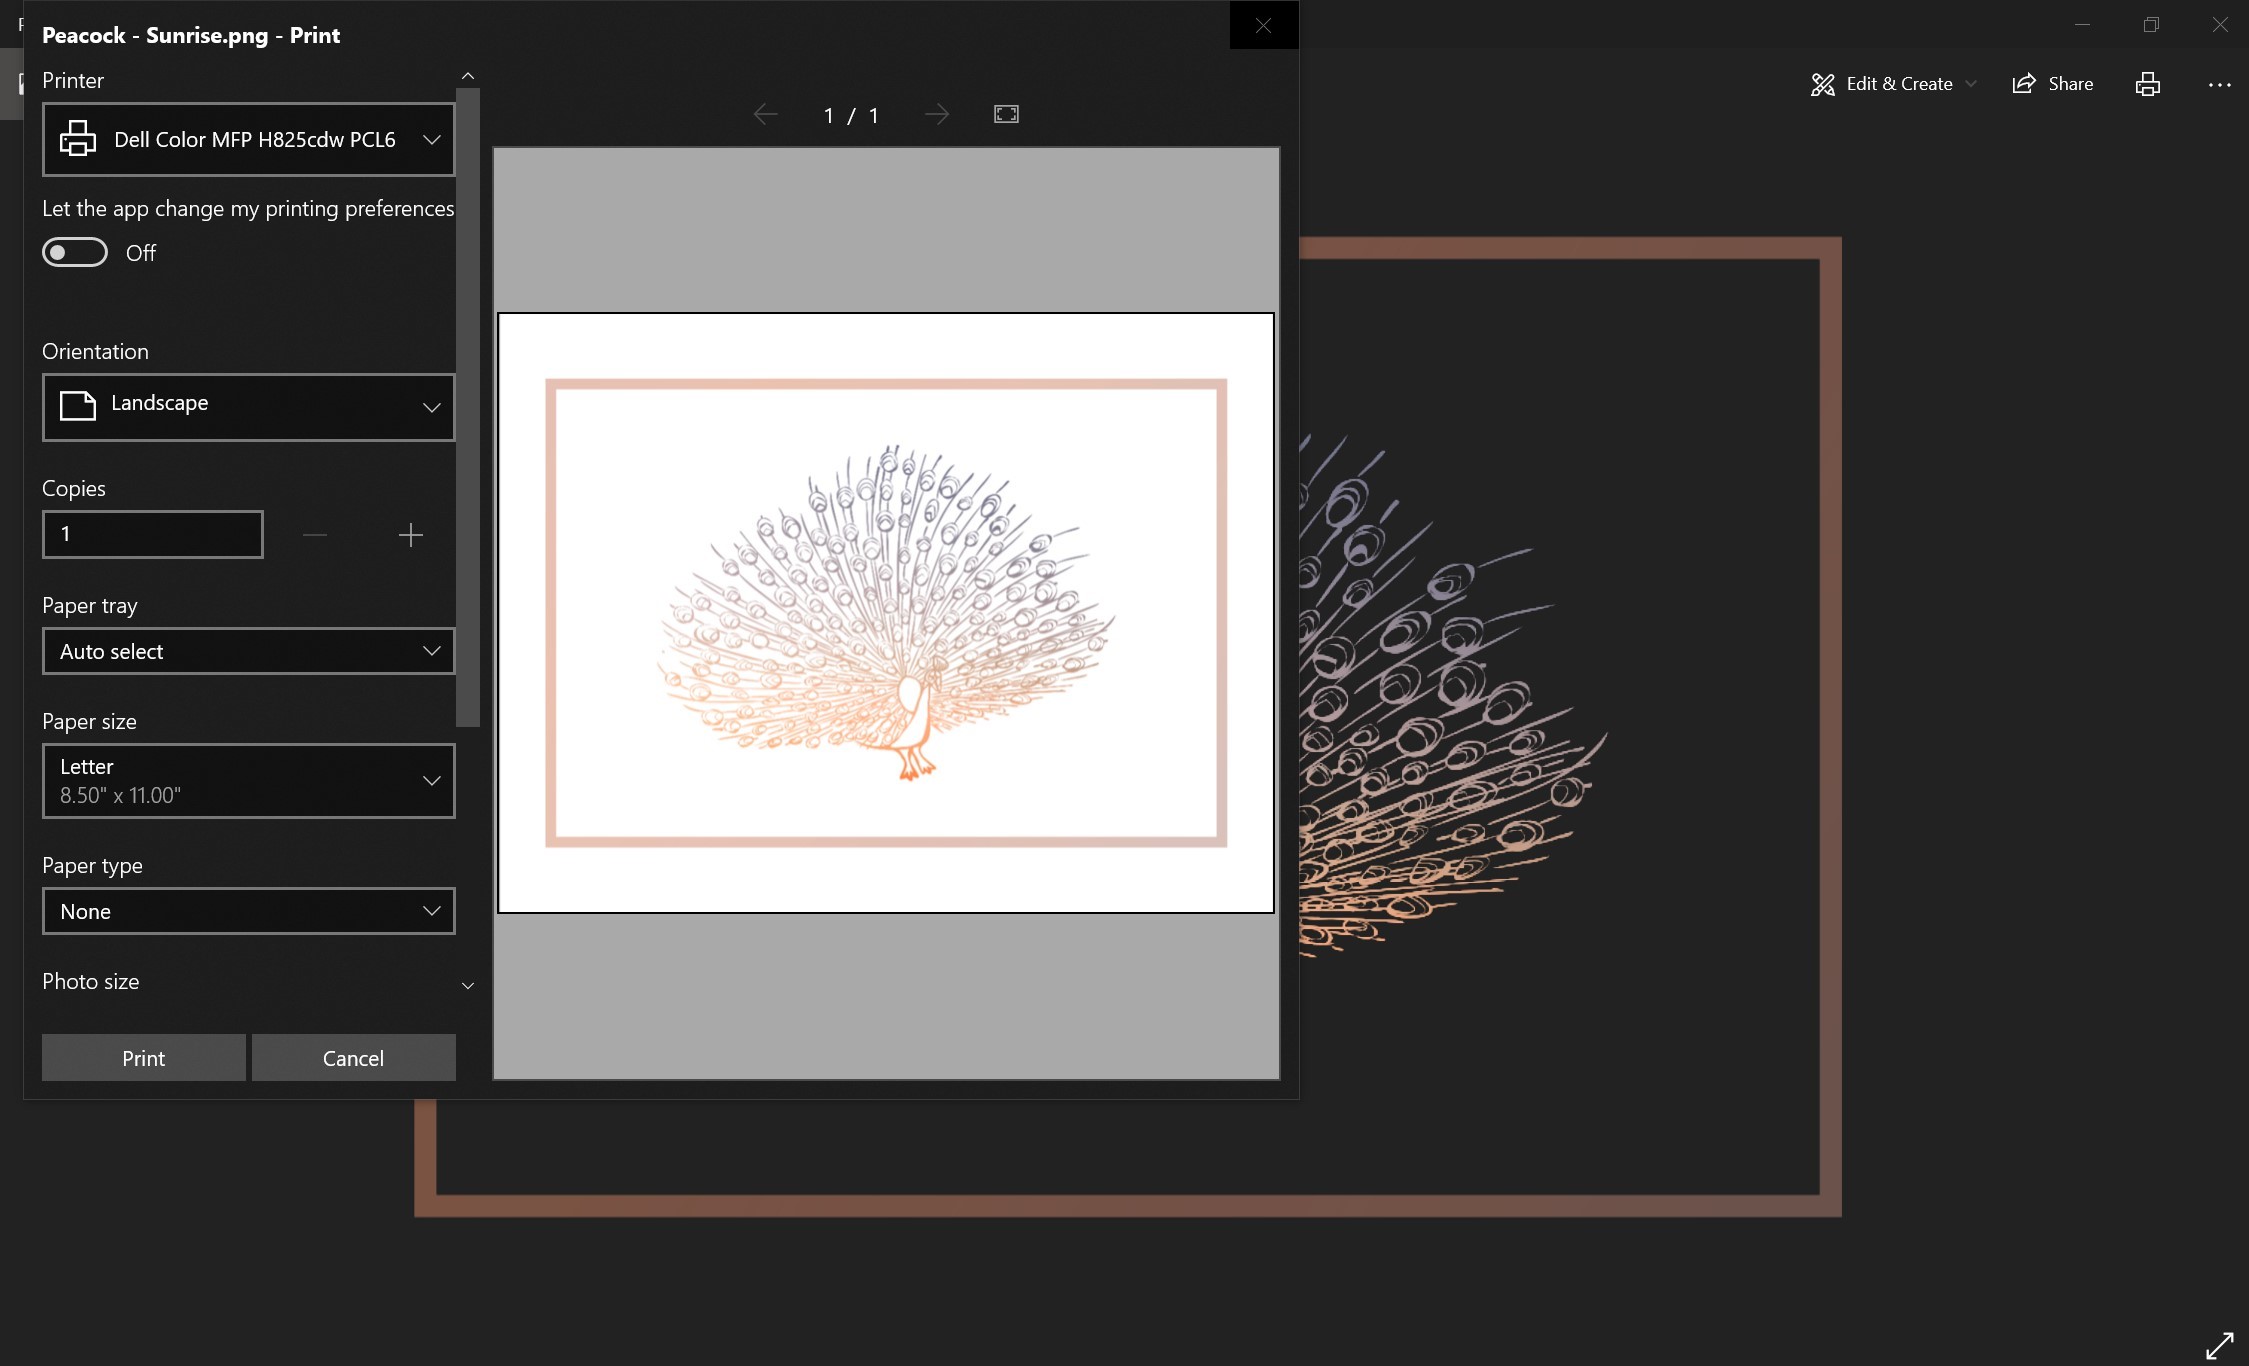 Peacock - Sunrise.png - Print
Printer
Dell Color MFP H825cdw PCL6
Let the app change my printing preferences
Off
Orientation
Landscape
Copies
1
Paper tray
Auto select
Paper size
Letter
8.50" x 11.00"
Paper type
None
Photo size
Print
Cancel
1 / 1
Edit & Create
Share